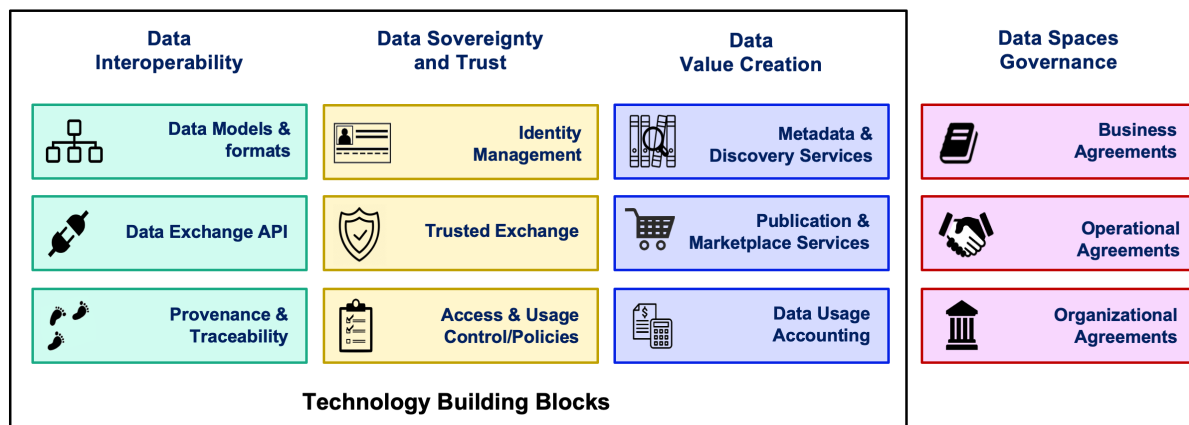 Data
Interoperability
Data Sovereignty
and Trust
Data
Value Creation
Data Spaces
Governance
Data Models &
formats
Identity
Management
Metadata &
Discovery Services
Business
Agreements
Data Exchange API
Trusted Exchange
Publication &
Marketplace Services
Operational
Agreements
Provenance &
Traceability
Access & Usage
Control/Policies
$
Data Usage
Accounting
Organizational
Agreements
Technology Building Blocks